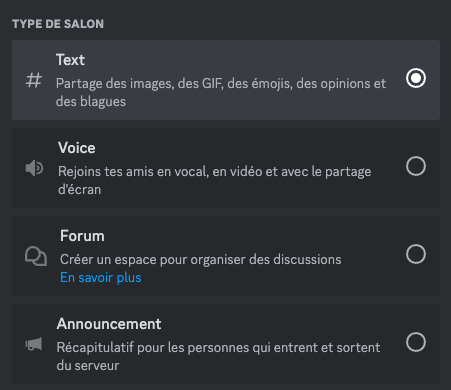 TYPE DE SALON
Text
Partage des images, des GIF, des émojis, des opinions et
des blagues
Voice
Rejoins tes amis en vocal, en vidéo et avec le partage
d'écran
Forum
Créer un espace pour organiser des discussions
En savoir plus
Announcement
Récapitulatif pour les personnes qui entrent et sortent
du serveur